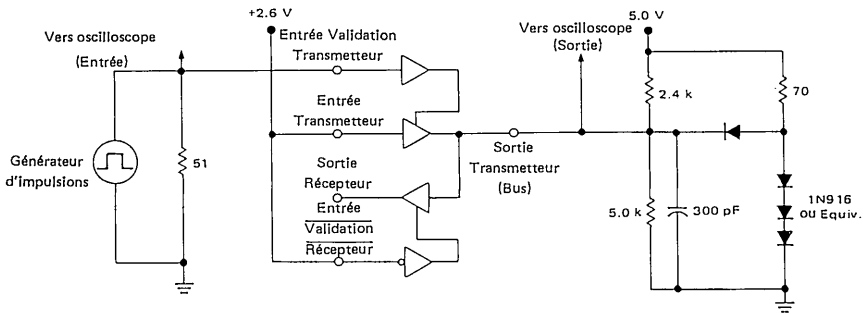 +2.6 V
5.0 V
Vers oscilloscope
(Entrée)
Entrée Validation
Transmetteur
Vers oscilloscope
(Sortie)
2.4 k
70
Entrée
Transmetteur
Générateur
d'impulsions
51
Sortie
Récepteur
Sortie
Transmetteur
(Bus)
Entrée
Validation
Récepteur
5.0 k
300 pF
1N916
ou Equiv.